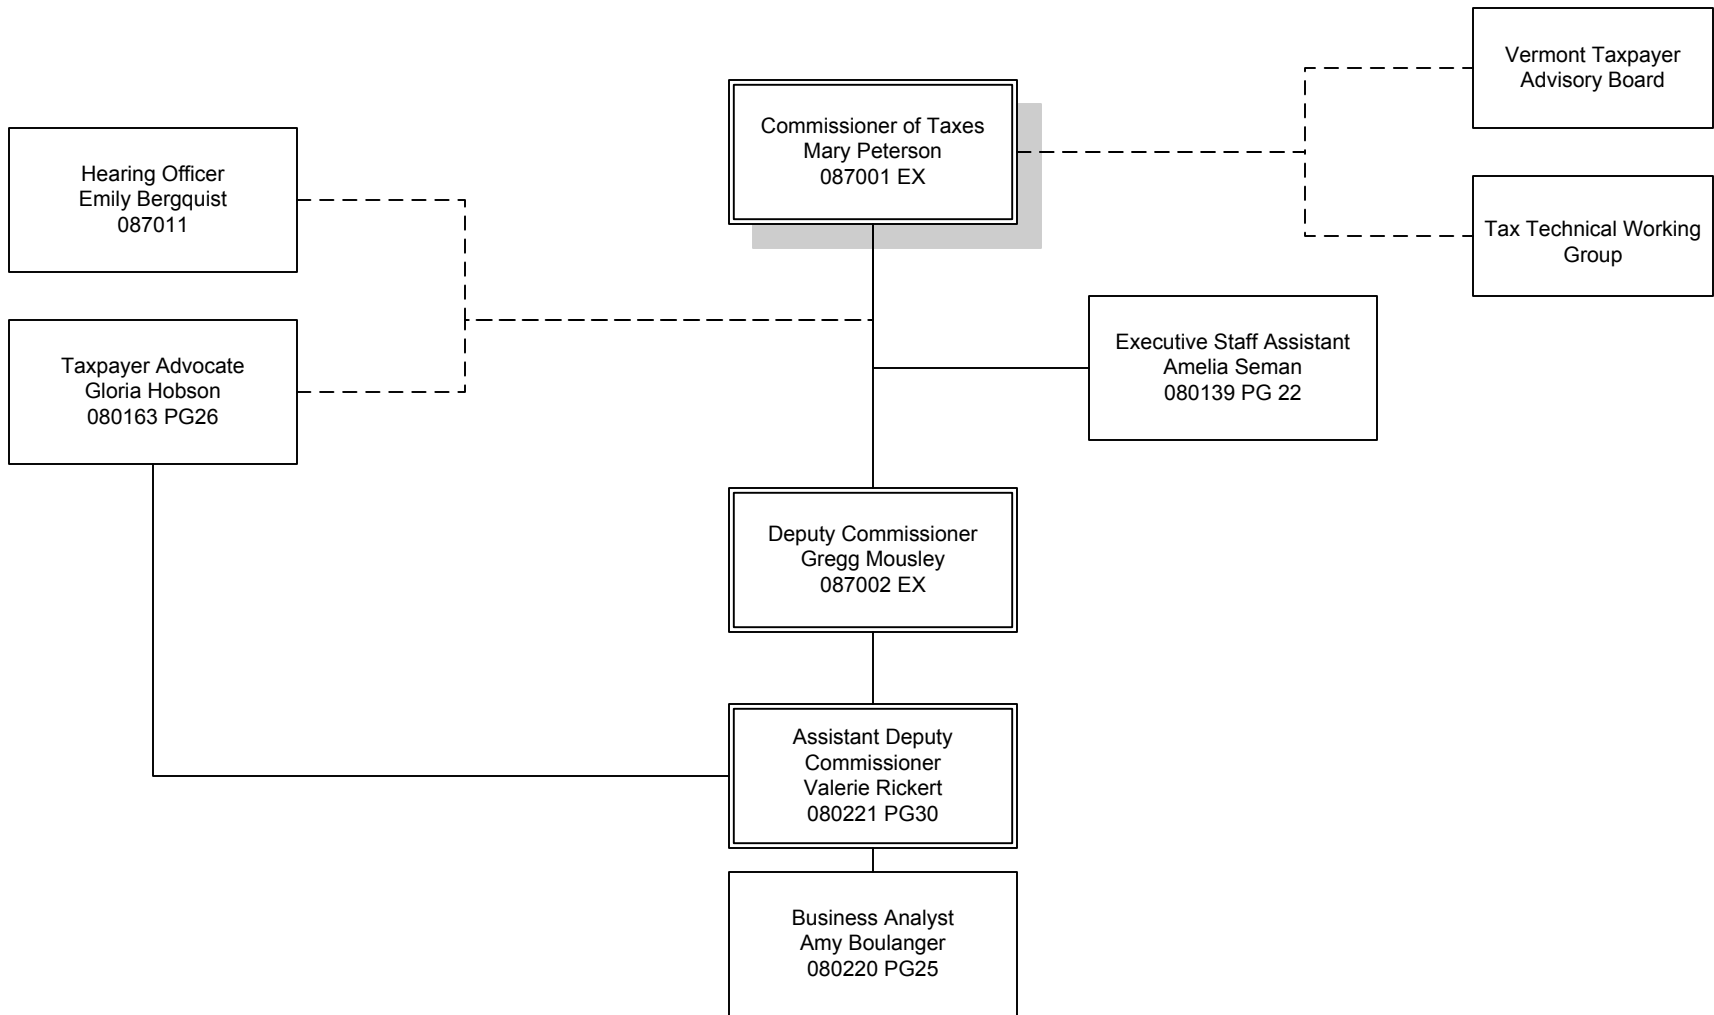 Vermont Taxpayer
Advisory Board
Commissioner of Taxes
Mary Peterson
087001 EX
Hearing Officer
Emily Bergquist
087011
Tax Technical Working
Group
Executive Staff Assistant
Amelia Seman
080139 PG 22
Taxpayer Advocate
Gloria Hobson
080163 PG26
Deputy Commissioner
Gregg Mousley
087002 EX
Assistant Deputy
Commissioner
Valerie Rickert
080221 PG30
Business Analyst
Amy Boulanger
080220 PG25